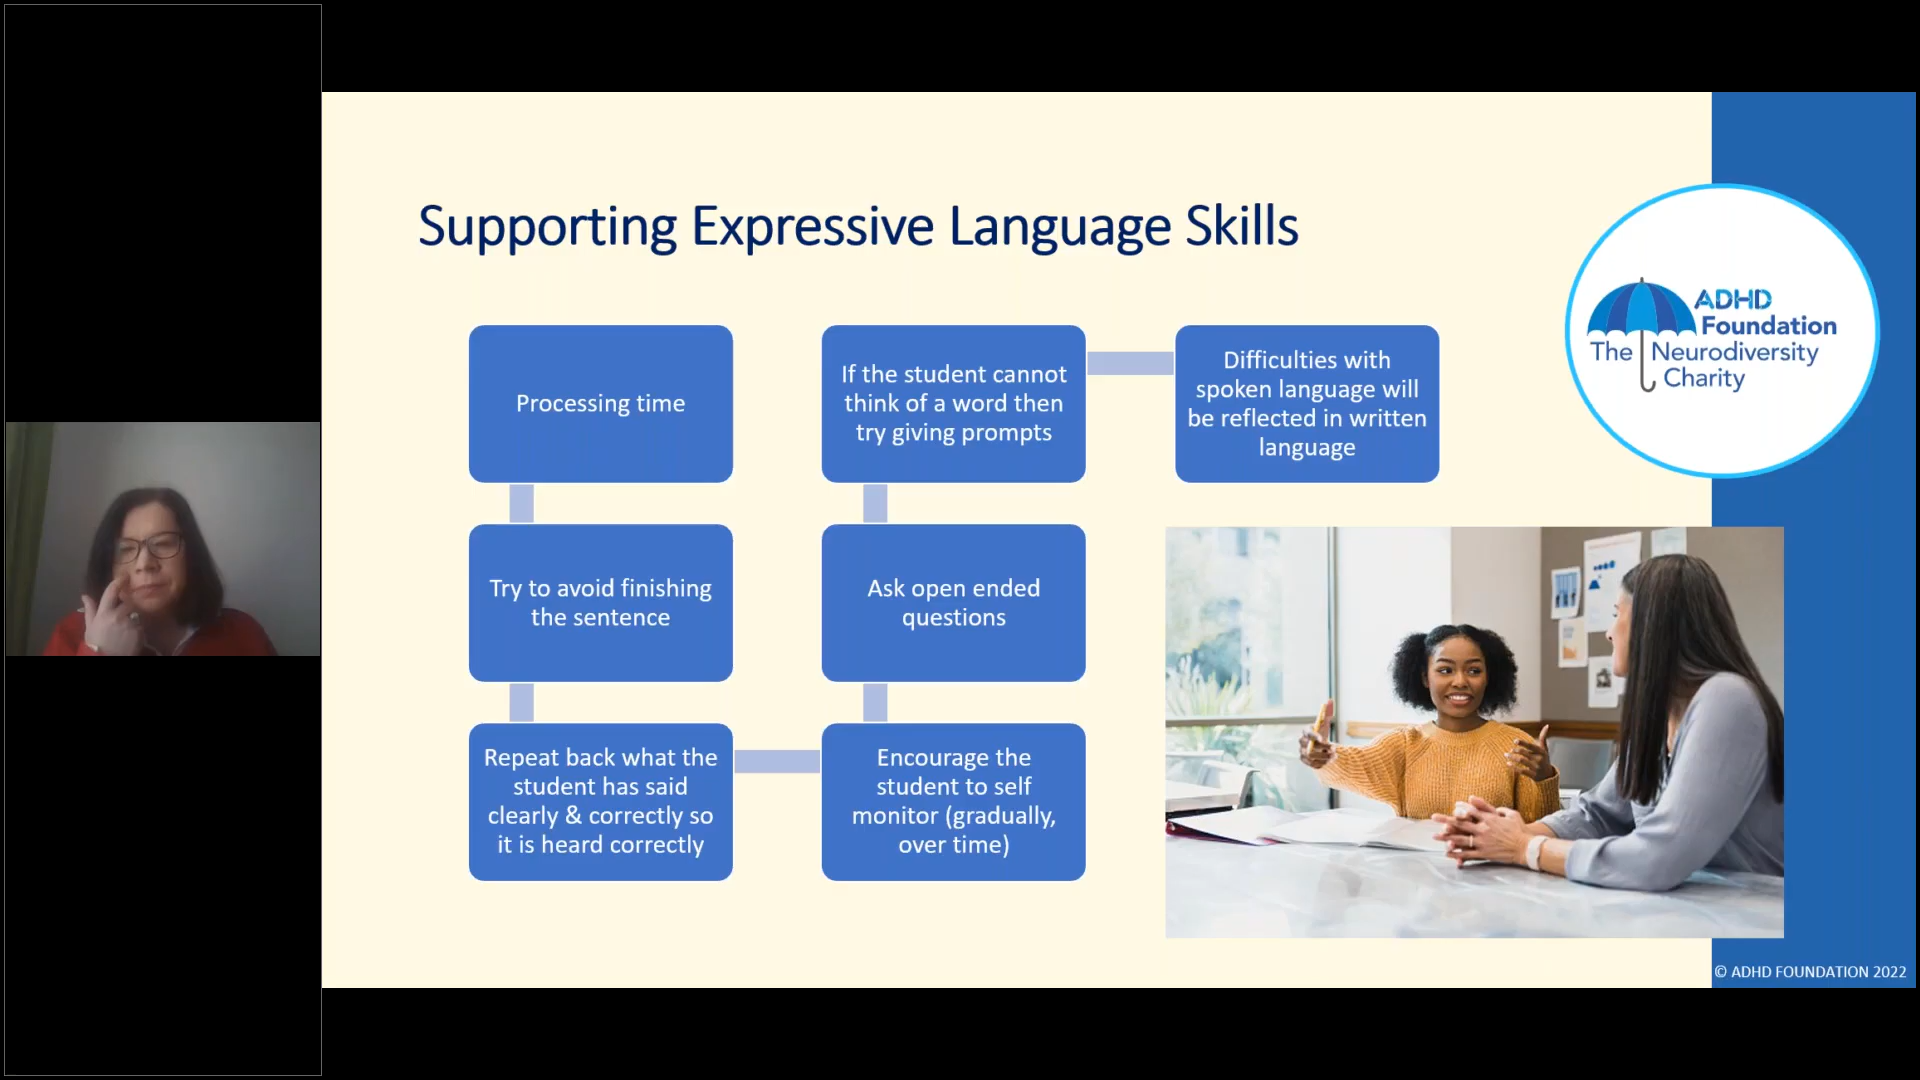 Supporting Expressive Language Skills
Processing time
Try to avoid finishing
the sentence
Repeat back what the
student has said
clearly & correctly so
it is heard correctly
Encourage the
student to self
monitor (gradually,
over time)
Ask open ended
questions
If the student cannot
think of a word then
try giving prompts
Difficulties with
spoken language will
be reflected in written
language
ADHD
Foundation
The Neurodiversity
Charity
© ADHD FOUNDATION 2022